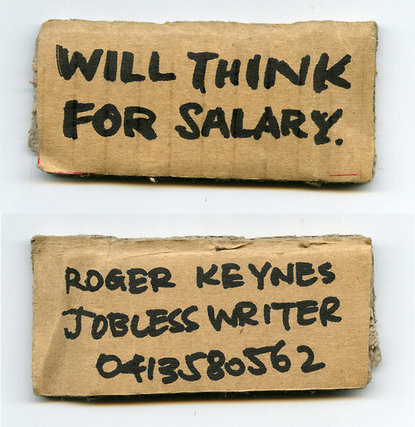 WILL THINK
FOR SALARY.
ROGER KEYNES
JOBLESS WRITER
0413580562